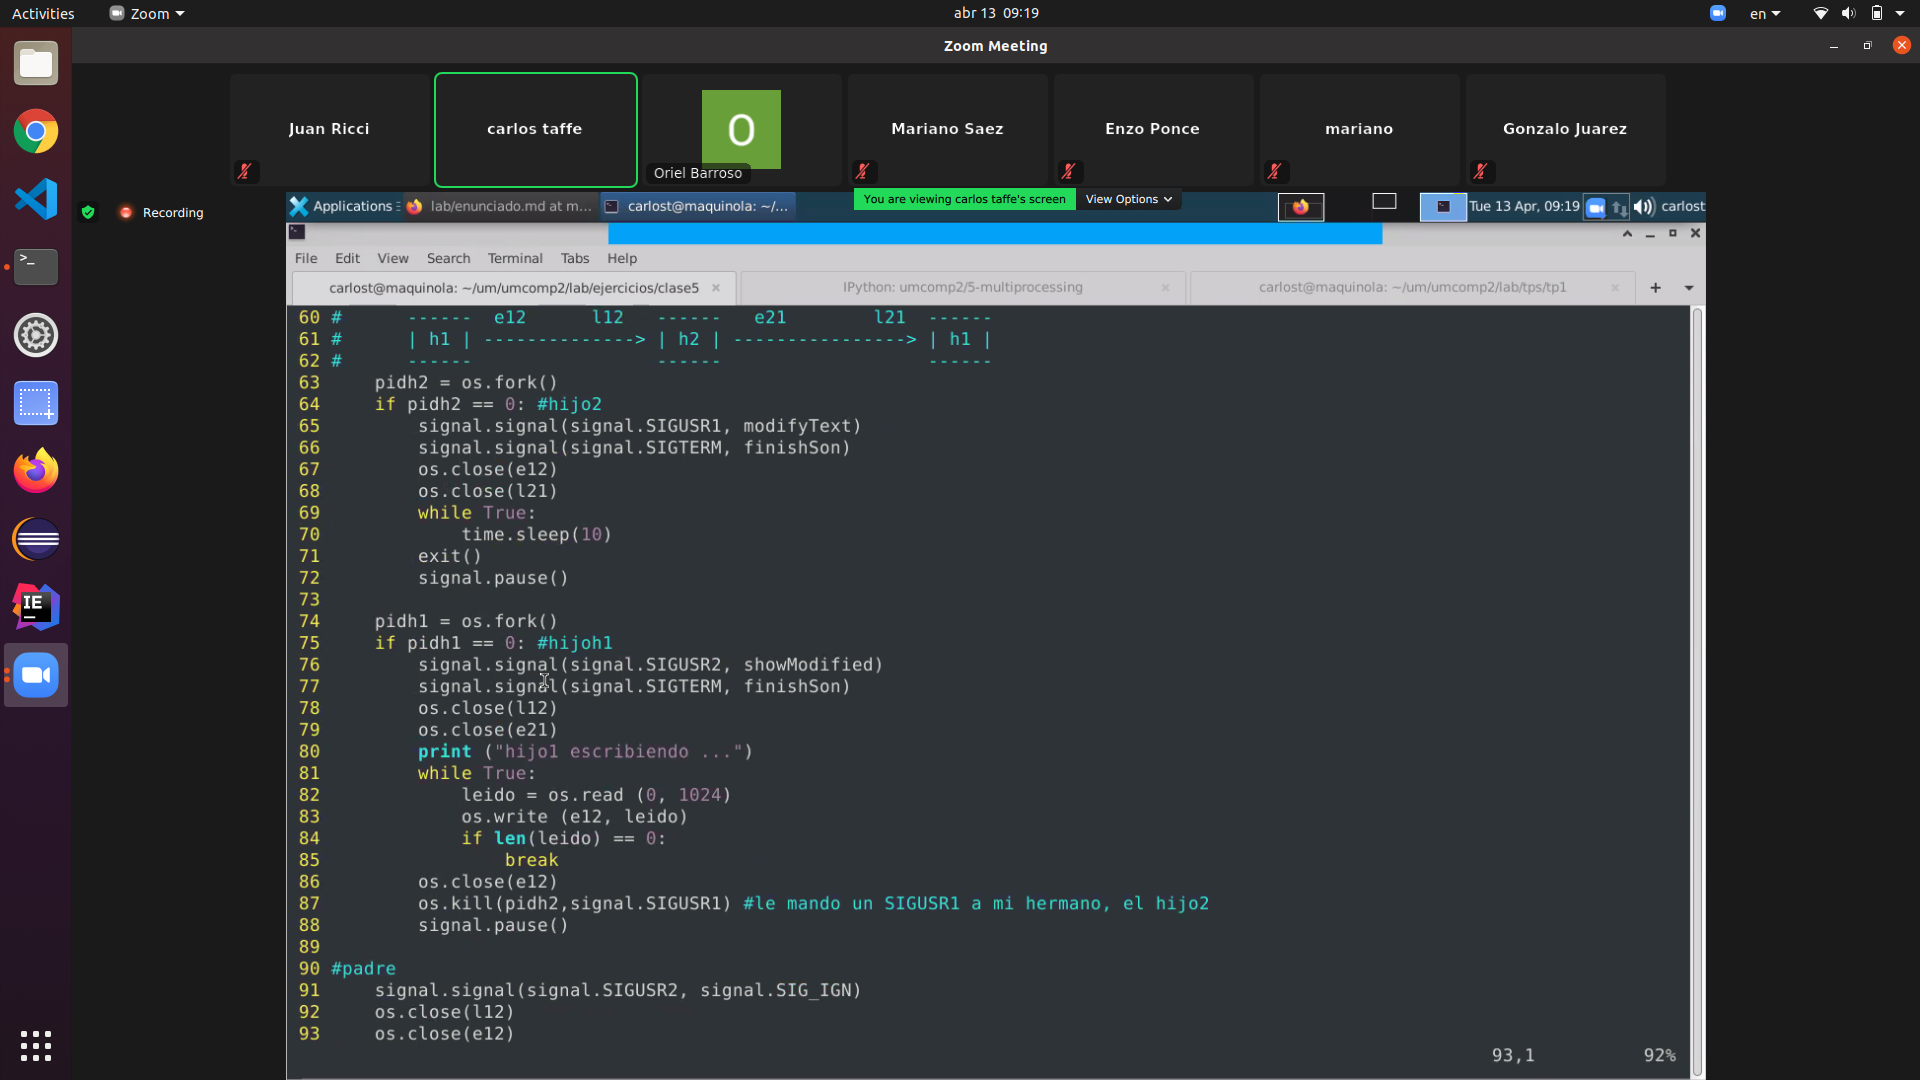 Activities Zoom abr 13 09:19 en
Zoom Meeting
Juan Ricci carlos taffe O Mariano Saez Enzo Ponce mariano Gonzalo Juarez
Oriel Barroso
Recording
You are viewing carlos taffe's screen View Options
Applications lab/enunciado.md at m... carlost@maquinola: ~/... Tue 13 Apr, 09:19 carlost
File Edit View Search Terminal Tabs Help
carlost@maquinola: ~/um/umcomp2/lab/ejercicios/clase5 IPython: umcomp2/5-multiprocessing carlost@maquinola: ~/um/umcomp2/lab/tps/tp1
60 #      ------  e12      l12   ------   e21        l21  ------
61 #      | h1 | --------------> | h2 | ----------------> | h1 |
62 #      ------                 ------                   ------
63     pidh2 = os.fork()
64     if pidh2 == 0: #hijo2
65         signal.signal(signal.SIGUSR1, modifyText)
66         signal.signal(signal.SIGTERM, finishSon)
67         os.close(e12)
68         os.close(l21)
69         while True:
70             time.sleep(10)
71         exit()
72         signal.pause()
73
74     pidh1 = os.fork()
75     if pidh1 == 0: #hijoh1
76         signal.signal(signal.SIGUSR2, showModified)
77         signal.signal(signal.SIGTERM, finishSon)
78         os.close(l12)
79         os.close(e21)
80         print ("hijo1 escribiendo ...")
81         while True:
82             leido = os.read (0, 1024)
83             os.write (e12, leido)
84             if len(leido) == 0:
85                 break
86         os.close(e12)
87         os.kill(pidh2,signal.SIGUSR1) #le mando un SIGUSR1 a mi hermano, el hijo2
88         signal.pause()
89
90 #padre
91     signal.signal(signal.SIGUSR2, signal.SIG_IGN)
92     os.close(l12)
93     os.close(e12)
93,1 92%